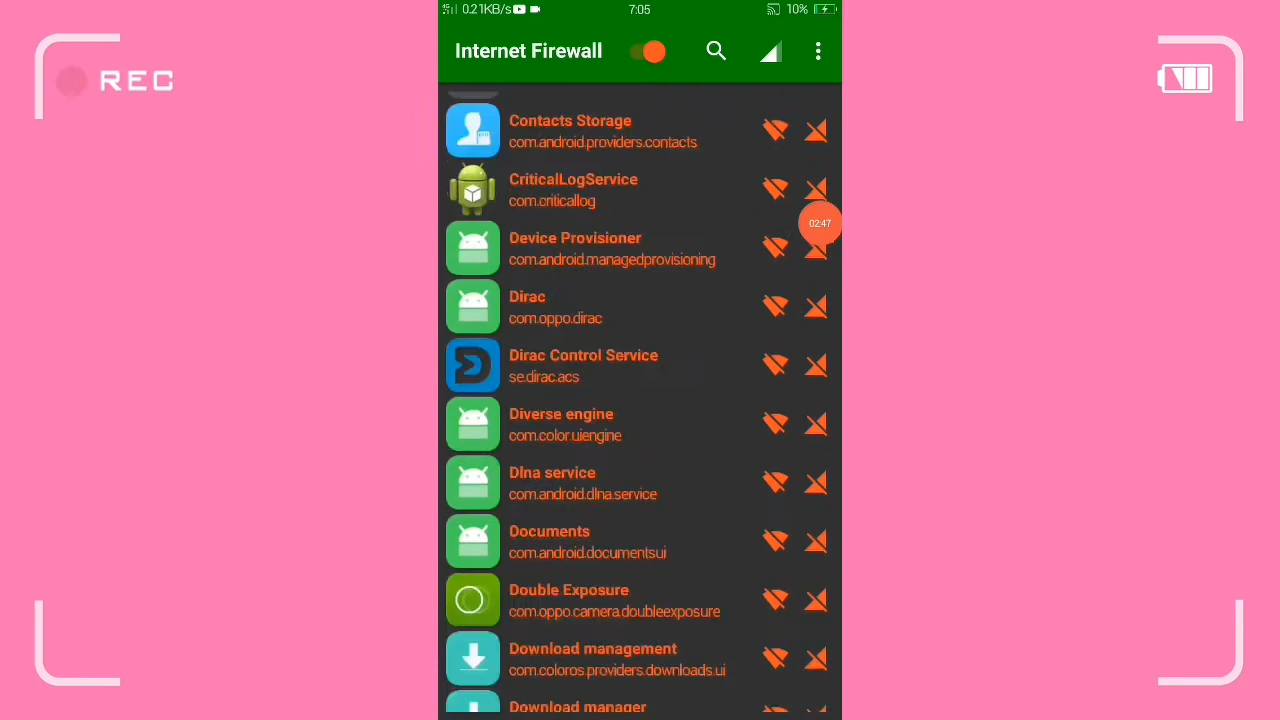 REC
4G 0.21KB/s 7:05 10%
Internet Firewall
Contacts Storage
com.android.providers.contacts
CriticalLogService
com.criticallog
02:47
Device Provisioner
com.android.managedprovisioning
Dirac
com.oppo.dirac
Dirac Control Service
se.dirac.acs
Diverse engine
com.color.uiengine
Dlna service
com.android.dlna.service
Documents
com.android.documentsui
Double Exposure
com.oppo.camera.doubleexposure
Download management
com.coloros.providers.downloads.ui
Download manager